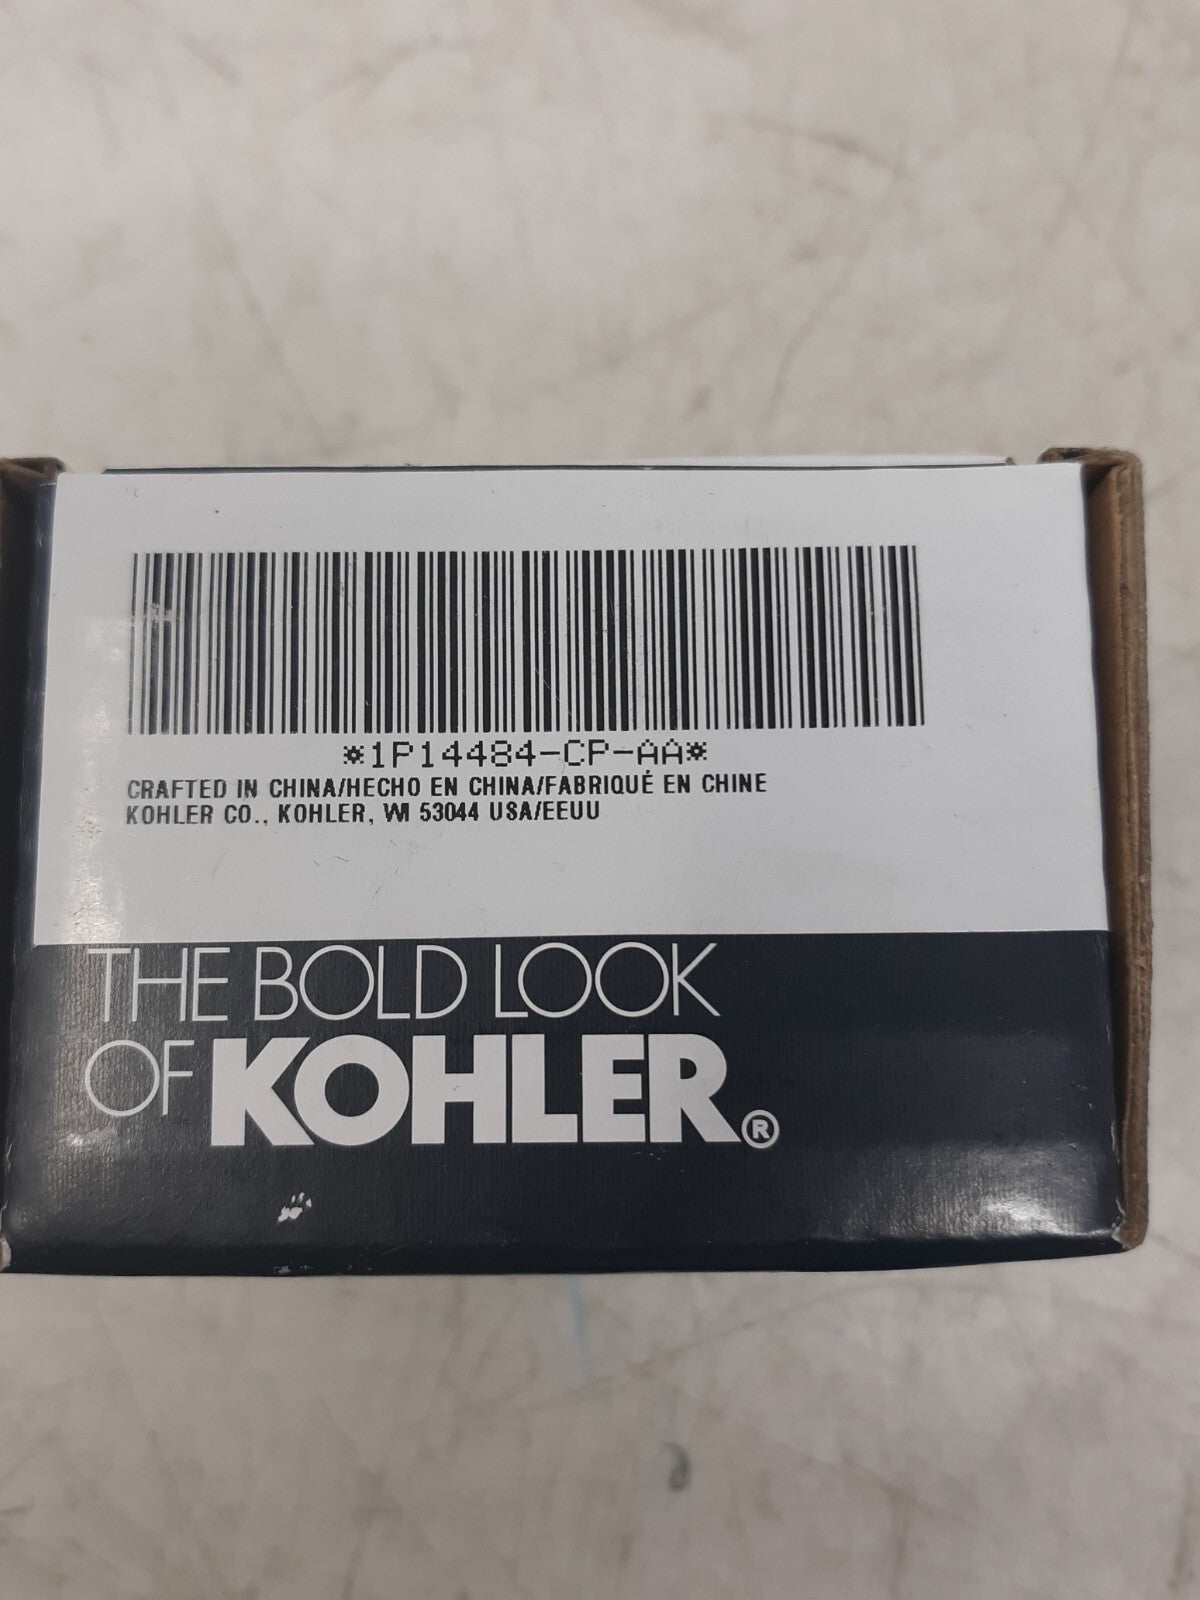 *1P14484-CP-AA*
CRAFTED IN CHINA/HECHO EN CHINA/FABRIQUÉ EN CHINE
KOHLER CO., KOHLER, WI 53044 USA/EEUU
THE BOLD LOOK
OF KOHLER®